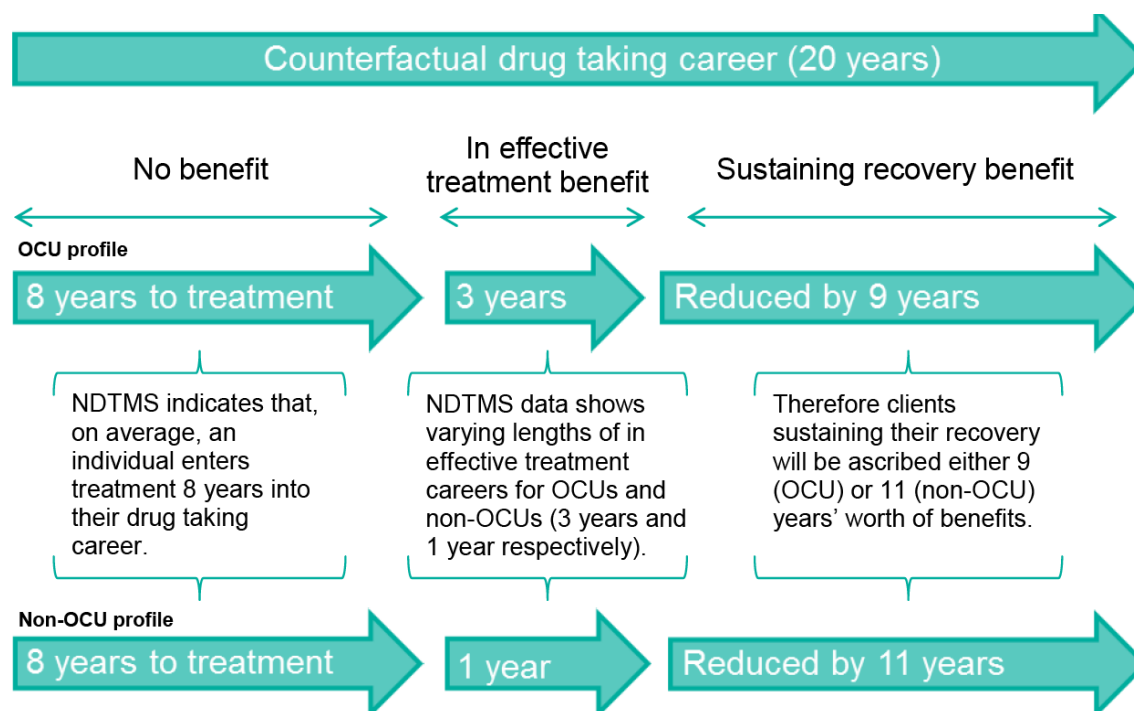 Counterfactual drug taking career (20 years)
No benefit
In effective
treatment benefit
Sustaining recovery benefit
OCU profile
8 years to treatment
3 years
Reduced by 9 years
NDTMS indicates that,
on average, an
individual enters
treatment 8 years into
their drug taking
career.
NDTMS data shows
varying lengths of in
effective treatment
careers for OCUs and
non-OCUs (3 years and
1 year respectively).
Therefore clients
sustaining their recovery
will be ascribed either 9
(OCU) or 11 (non-OCU)
years’ worth of benefits.
Non-OCU profile
8 years to treatment
1 year
Reduced by 11 years